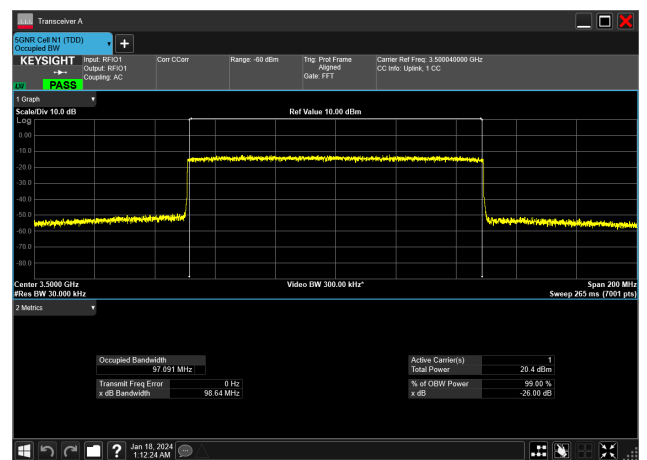 Transceiver A
5GNR Cell N1 (TDD)
Occupied BW
KEYSIGHT
LV
PASS
Input: RFIO1
Output: RFIO1
Coupling: AC
Corr CCorr
Range: -60 dBm
Trig: Prot Frame
Aligned
Gate: FFT
Carrier Ref Freq: 3.500040000 GHz
CC Info: Uplink, 1 CC
1 Graph
Scale/Div 10.0 dB
Ref Value 10.00 dBm
Log
0.00
-10.0
-20.0
-30.0
-40.0
-50.0
-60.0
-70.0
-80.0
Center 3.5000 GHz
Video BW 300.00 kHz*
Span 200 MHz
#Res BW 30.000 kHz
Sweep 265 ms (7001 pts)
2 Metrics
Occupied Bandwidth
97.091 MHz
Active Carrier(s) 1
Total Power 20.4 dBm
Transmit Freq Error 0 Hz
x dB Bandwidth 98.64 MHz
% of OBW Power 99.00 %
x dB -26.00 dB
?
Jan 18, 2024
1:12:24 AM